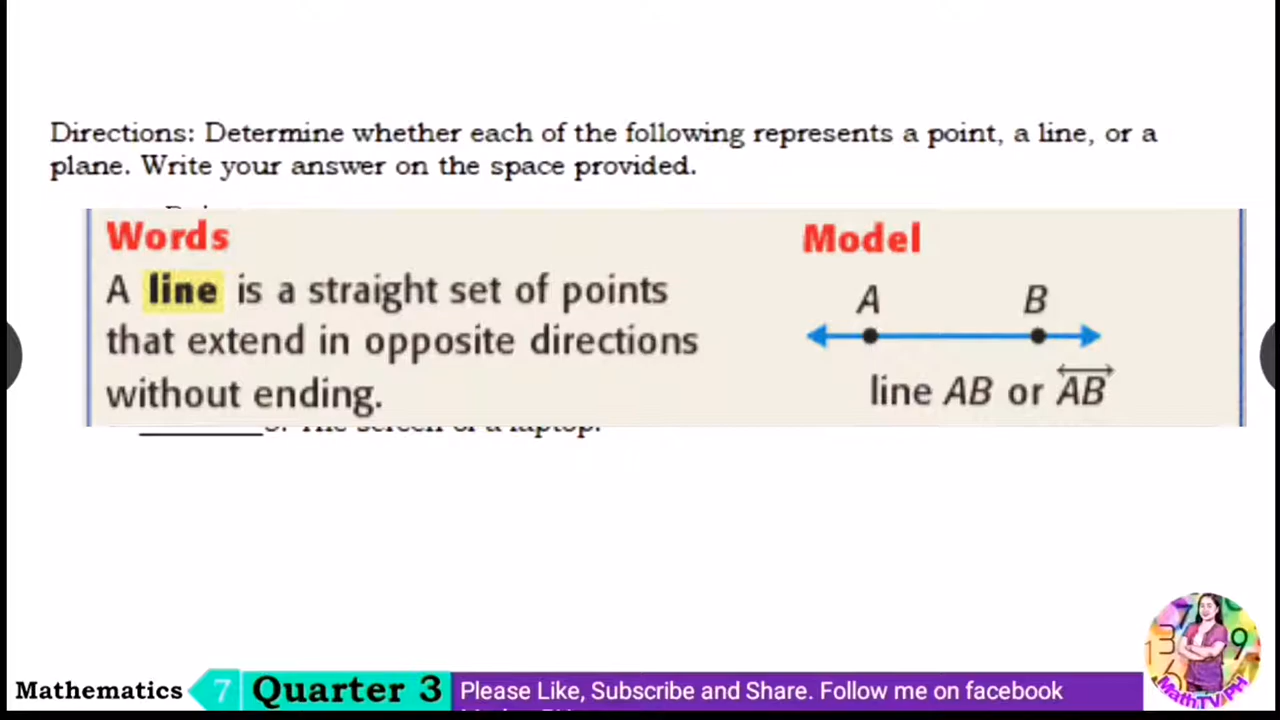 Directions: Determine whether each of the following represents a point, a line, or a
plane. Write your answer on the space provided.
Words
Model
A line is a straight set of points
that extend in opposite directions
without ending.
A B
line AB or AB
The screen of a laptop.
Mathematics 7 Quarter 3 Please Like, Subscribe and Share. Follow me on facebook
MathTV PH